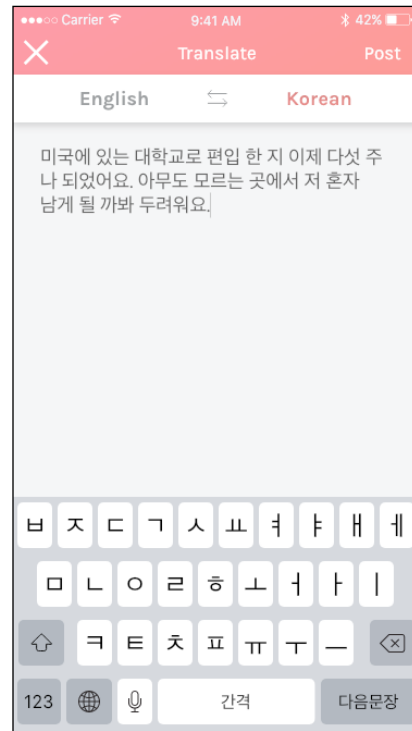 Carrier 9:41 AM 42%
Translate Post
English Korean
미국에 있는 대학교로 편입 한 지 이제 다섯 주
나 되었어요. 아무도 모르는 곳에서 저 혼자
남게 될 까봐 두려워요.
ㅂ ㅈ ㄷ ㄱ ㅅ ㅛ ㅕ ㅑ ㅐ ㅔ
ㅁ ㄴ ㅇ ㄹ ㅎ ㅗ ㅓ ㅏ ㅣ
ㅋ ㅌ ㅊ ㅍ ㅠ ㅜ ㅡ
123 간격 다음문장